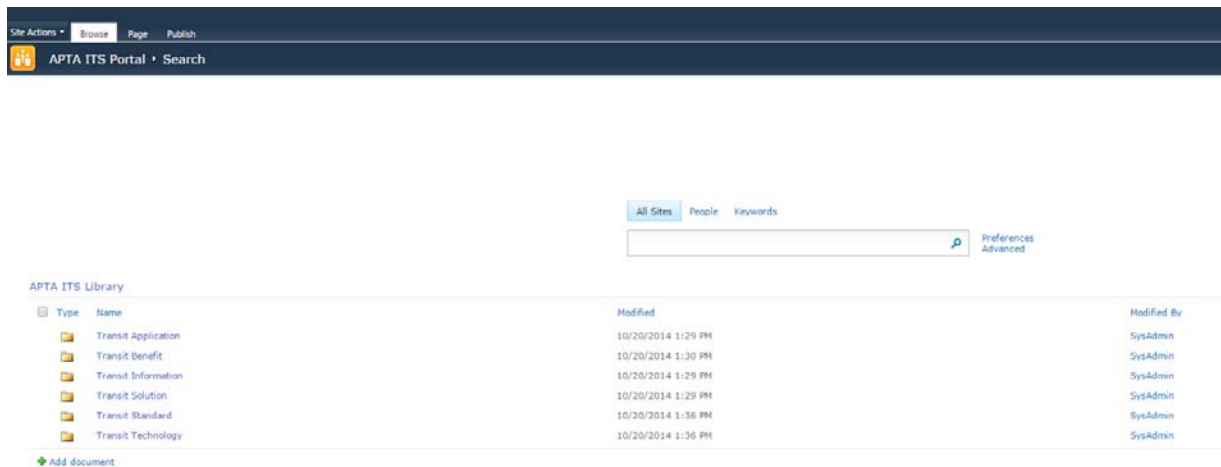 Site Actions Browse Page Publish
APTA ITS Portal Search
All Sites People Keywords
Preferences
Advanced
APTA ITS Library
Type Name Modified Modified By
Transit Application 10/20/2014 1:29 PM SysAdmin
Transit Benefit 10/20/2014 1:30 PM SysAdmin
Transit Information 10/20/2014 1:29 PM SysAdmin
Transit Solution 10/20/2014 1:29 PM SysAdmin
Transit Standard 10/20/2014 1:36 PM SysAdmin
Transit Technology 10/20/2014 1:36 PM SysAdmin
Add document